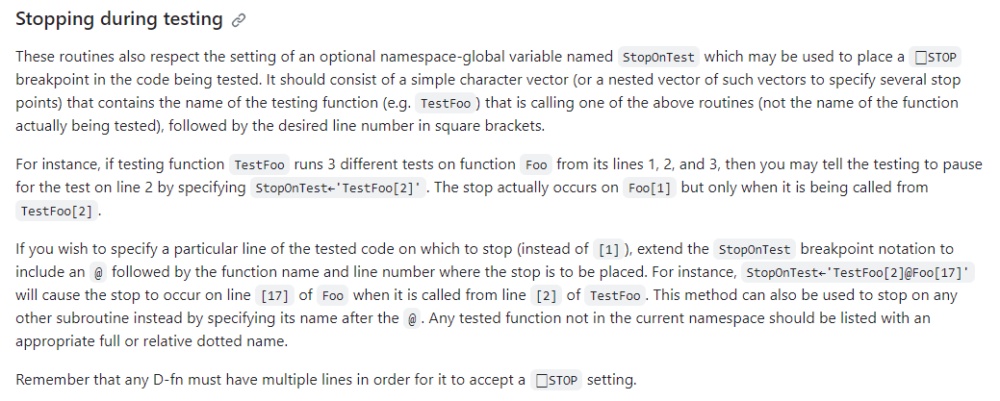 Stopping during testing
These routines also respect the setting of an optional namespace-global variable named StopOnTest which may be used to place a ⎕STOP
breakpoint in the code being tested. It should consist of a simple character vector (or a nested vector of such vectors to specify several stop
points) that contains the name of the testing function (e.g. TestFoo ) that is calling one of the above routines (not the name of the function
actually being tested), followed by the desired line number in square brackets.
For instance, if testing function TestFoo runs 3 different tests on function Foo from its lines 1, 2, and 3, then you may tell the testing to pause
for the test on line 2 by specifying StopOnTest←'TestFoo[2]' . The stop actually occurs on Foo[1] but only when it is being called from
TestFoo[2] .
If you wish to specify a particular line of the tested code on which to stop (instead of [1] ), extend the StopOnTest breakpoint notation to
include an @ followed by the function name and line number where the stop is to be placed. For instance, StopOnTest←'TestFoo[2]@Foo[17]'
will cause the stop to occur on line [17] of Foo when it is called from line [2] of TestFoo . This method can also be used to stop on any
other subroutine instead by specifying its name after the @ . Any tested function not in the current namespace should be listed with an
appropriate full or relative dotted name.
Remember that any D-fn must have multiple lines in order for it to accept a ⎕STOP setting.